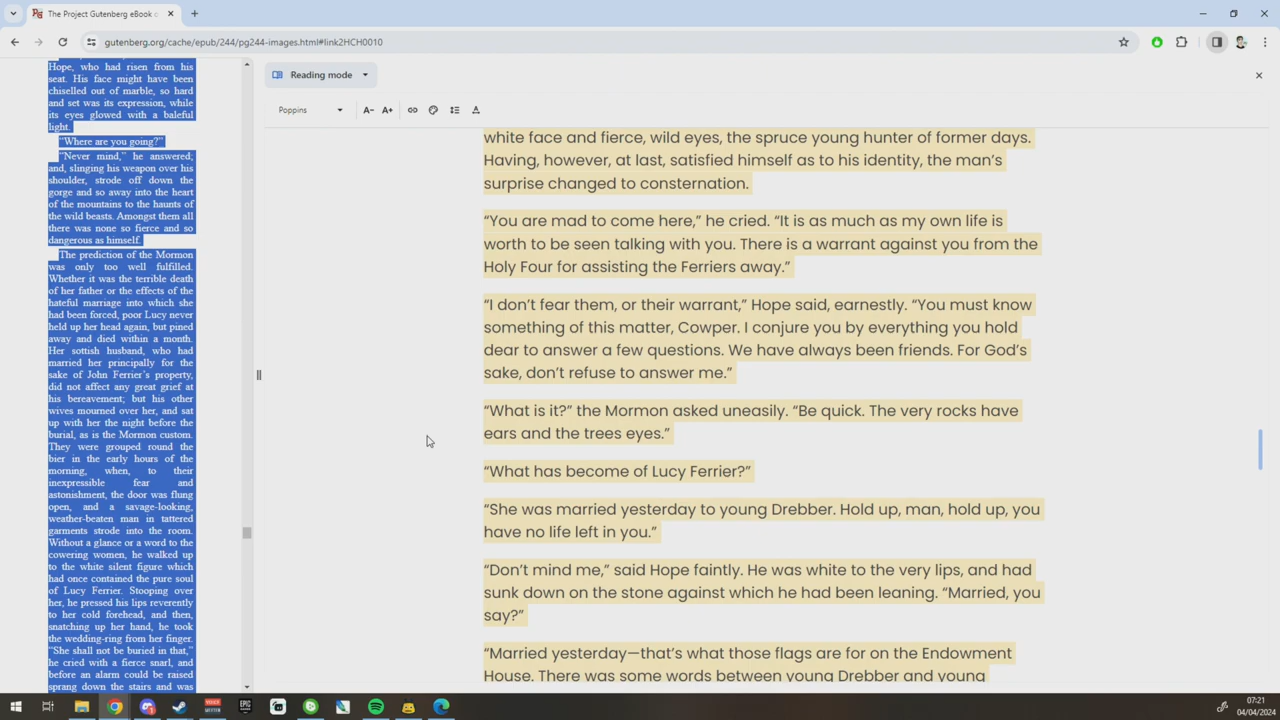 The Project Gutenberg eBook o
gutenberg.org/cache/epub/244/pg244-images.html#link2HCH0010
Hope, who had risen from his
seat. His face might have been
chiselled out of marble, so hard
and set was its expression, while
its eyes glowed with a baleful
light.
“Where are you going?”
“Never mind,” he answered;
and, slinging his weapon over his
shoulder, strode off down the
gorge and so away into the heart
of the mountains to the haunts of
the wild beasts. Amongst them all
there was none so fierce and so
dangerous as himself.
The prediction of the Mormon
was only too well fulfilled.
Whether it was the terrible death
of her father or the effects of the
hateful marriage into which she
had been forced, poor Lucy never
held up her head again, but pined
away and died within a month.
Her sottish husband, who had
married her principally for the
sake of John Ferrier’s property,
did not affect any great grief at
his bereavement; but his other
wives mourned over her, and sat
up with her the night before the
burial, as is the Mormon custom.
They were grouped round the
bier in the early hours of the
morning, when, to their
inexpressible fear and
astonishment, the door was flung
open, and a savage-looking,
weather-beaten man in tattered
garments strode into the room.
Without a glance or a word to the
cowering women, he walked up
to the white silent figure which
had once contained the pure soul
of Lucy Ferrier. Stooping over
her, he pressed his lips reverently
to her cold forehead, and then,
snatching up her hand, he took
the wedding-ring from her finger.
“She shall not be buried in that,”
he cried with a fierce snarl, and
before an alarm could be raised
sprang down the stairs and was
Reading mode
Poppins
A-
A+
white face and fierce, wild eyes, the spruce young hunter of former days.
Having, however, at last, satisfied himself as to his identity, the man’s
surprise changed to consternation.
“You are mad to come here,” he cried. “It is as much as my own life is
worth to be seen talking with you. There is a warrant against you from the
Holy Four for assisting the Ferriers away.”
“I don’t fear them, or their warrant,” Hope said, earnestly. “You must know
something of this matter, Cowper. I conjure you by everything you hold
dear to answer a few questions. We have always been friends. For God’s
sake, don’t refuse to answer me.”
“What is it?” the Mormon asked uneasily. “Be quick. The very rocks have
ears and the trees eyes.”
“What has become of Lucy Ferrier?”
“She was married yesterday to young Drebber. Hold up, man, hold up, you
have no life left in you.”
“Don’t mind me,” said Hope faintly. He was white to the very lips, and had
sunk down on the stone against which he had been leaning. “Married, you
say?”
“Married yesterday—that’s what those flags are for on the Endowment
House. There was some words between young Drebber and young
07:21
04/04/2024